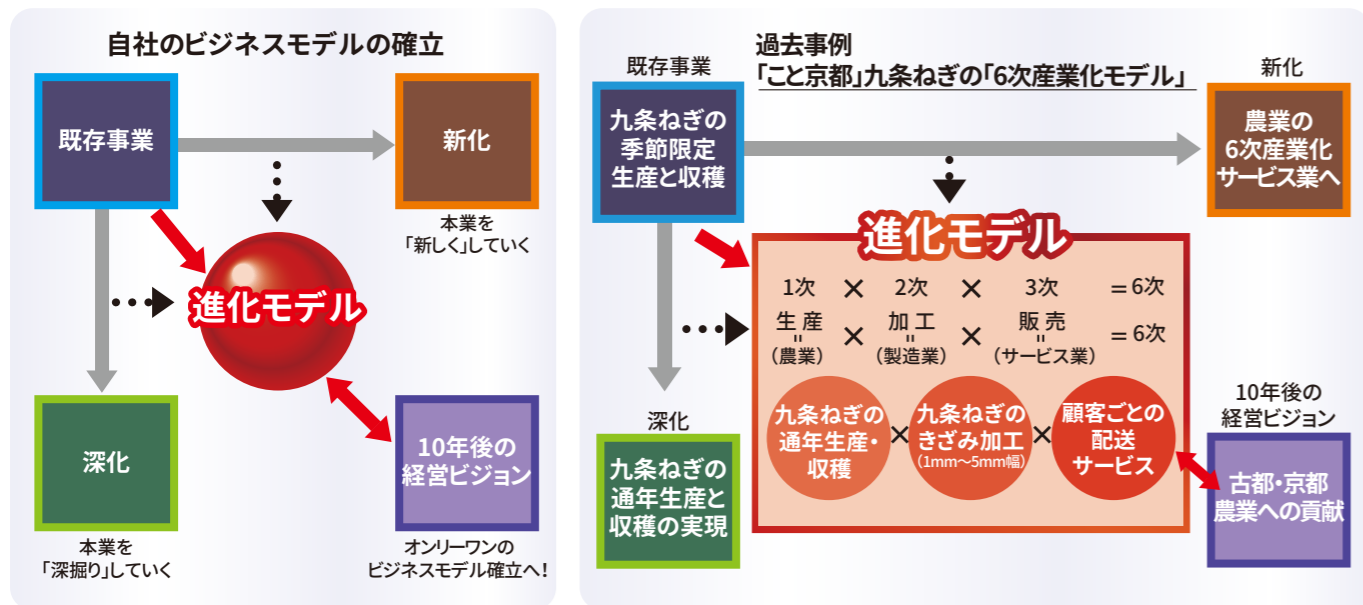 自社のビジネスモデルの確立
既存事業
新化
本業を
「新しく」していく
進化モデル
深化
本業を
「深掘り」していく
10年後の
経営ビジョン
オンリーワンの
ビジネスモデル確立へ!
過去事例
「こと京都」九条ねぎの「6次産業化モデル」
既存事業
九条ねぎの
季節限定
生産と収穫
新化
農業の
6次産業化
サービス業へ
進化モデル
1次 × 2次 × 3次 =6次
生産 × 加工 × 販売 =6次
〃 〃 〃
(農業) (製造業) (サービス業)
九条ねぎの
通年生産・
収穫
×
九条ねぎの
きざみ加工
(1mm〜5mm幅)
×
顧客ごとの
配送
サービス
深化
九条ねぎの
通年生産と
収穫の実現
10年後の
経営ビジョン
古都・京都
農業への貢献